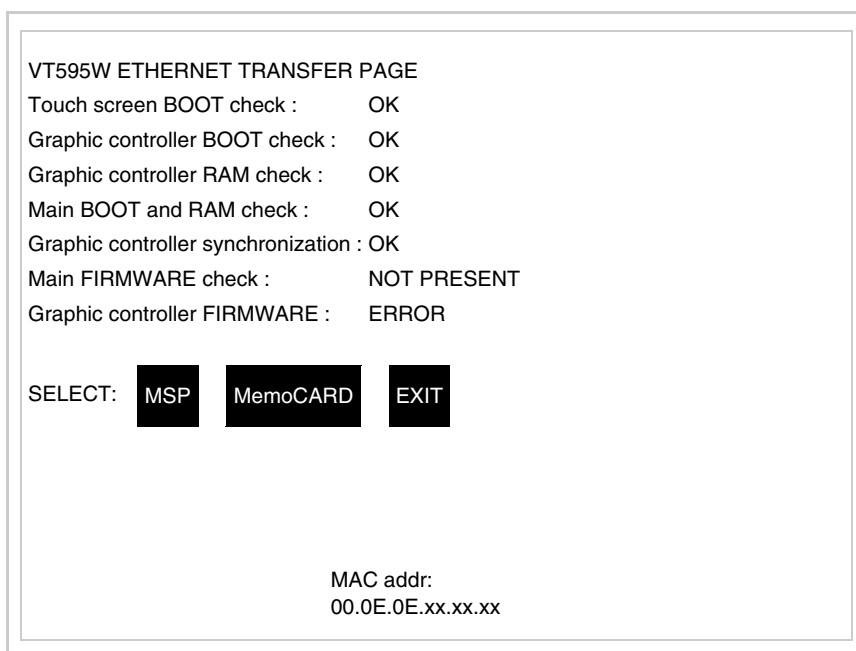 VT595W ETHERNET TRANSFER PAGE
Touch screen BOOT check : OK
Graphic controller BOOT check : OK
Graphic controller RAM check : OK
Main BOOT and RAM check : OK
Graphic controller synchronization : OK
Main FIRMWARE check : NOT PRESENT
Graphic controller FIRMWARE : ERROR
SELECT: MSP MemoCARD EXIT
MAC addr:
00.0E.0E.xx.xx.xx